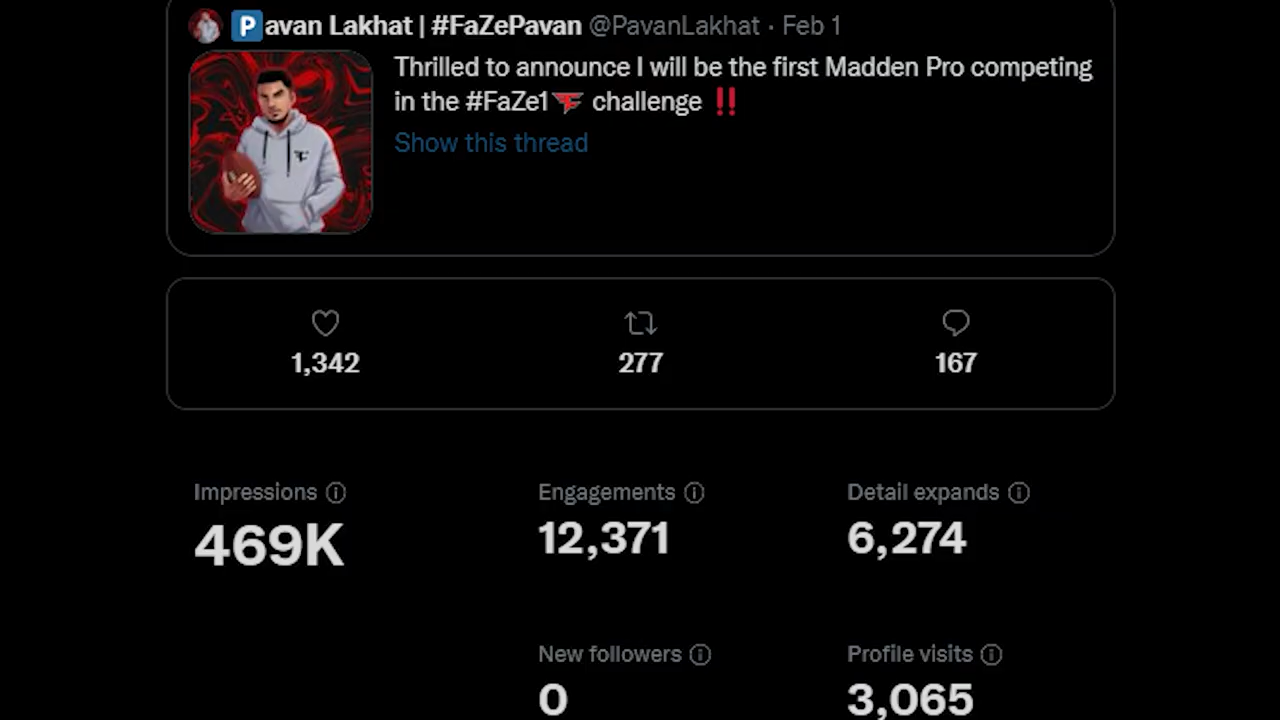 🅿️avan Lakhat | #FaZePavan @PavanLakhat · Feb 1
Thrilled to announce I will be the first Madden Pro competing
in the #FaZe1 challenge ‼️
Show this thread
1,342 277 167
Impressions Engagements Detail expands
469K 12,371 6,274
New followers Profile visits
0 3,065